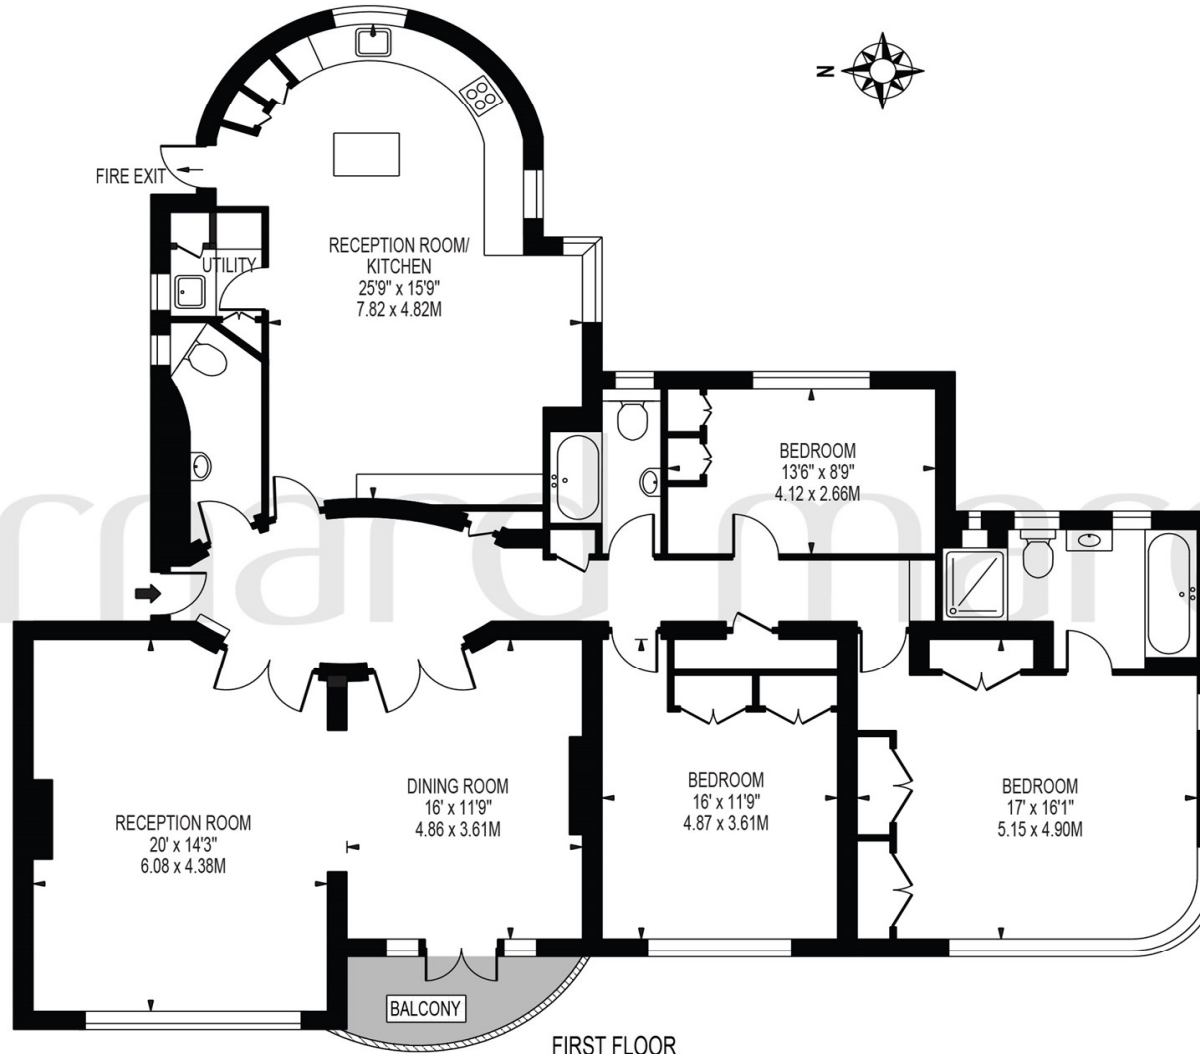 N
FIRE EXIT
UTILITY
RECEPTION ROOM/
KITCHEN
25'9" x 15'9"
7.82 x 4.82M
BEDROOM
13'6" x 8'9"
4.12 x 2.66M
RECEPTION ROOM
20' x 14'3"
6.08 x 4.38M
DINING ROOM
16' x 11'9"
4.86 x 3.61M
BEDROOM
16' x 11'9"
4.87 x 3.61M
BEDROOM
17' x 16'1"
5.15 x 4.90M
BALCONY
FIRST FLOOR